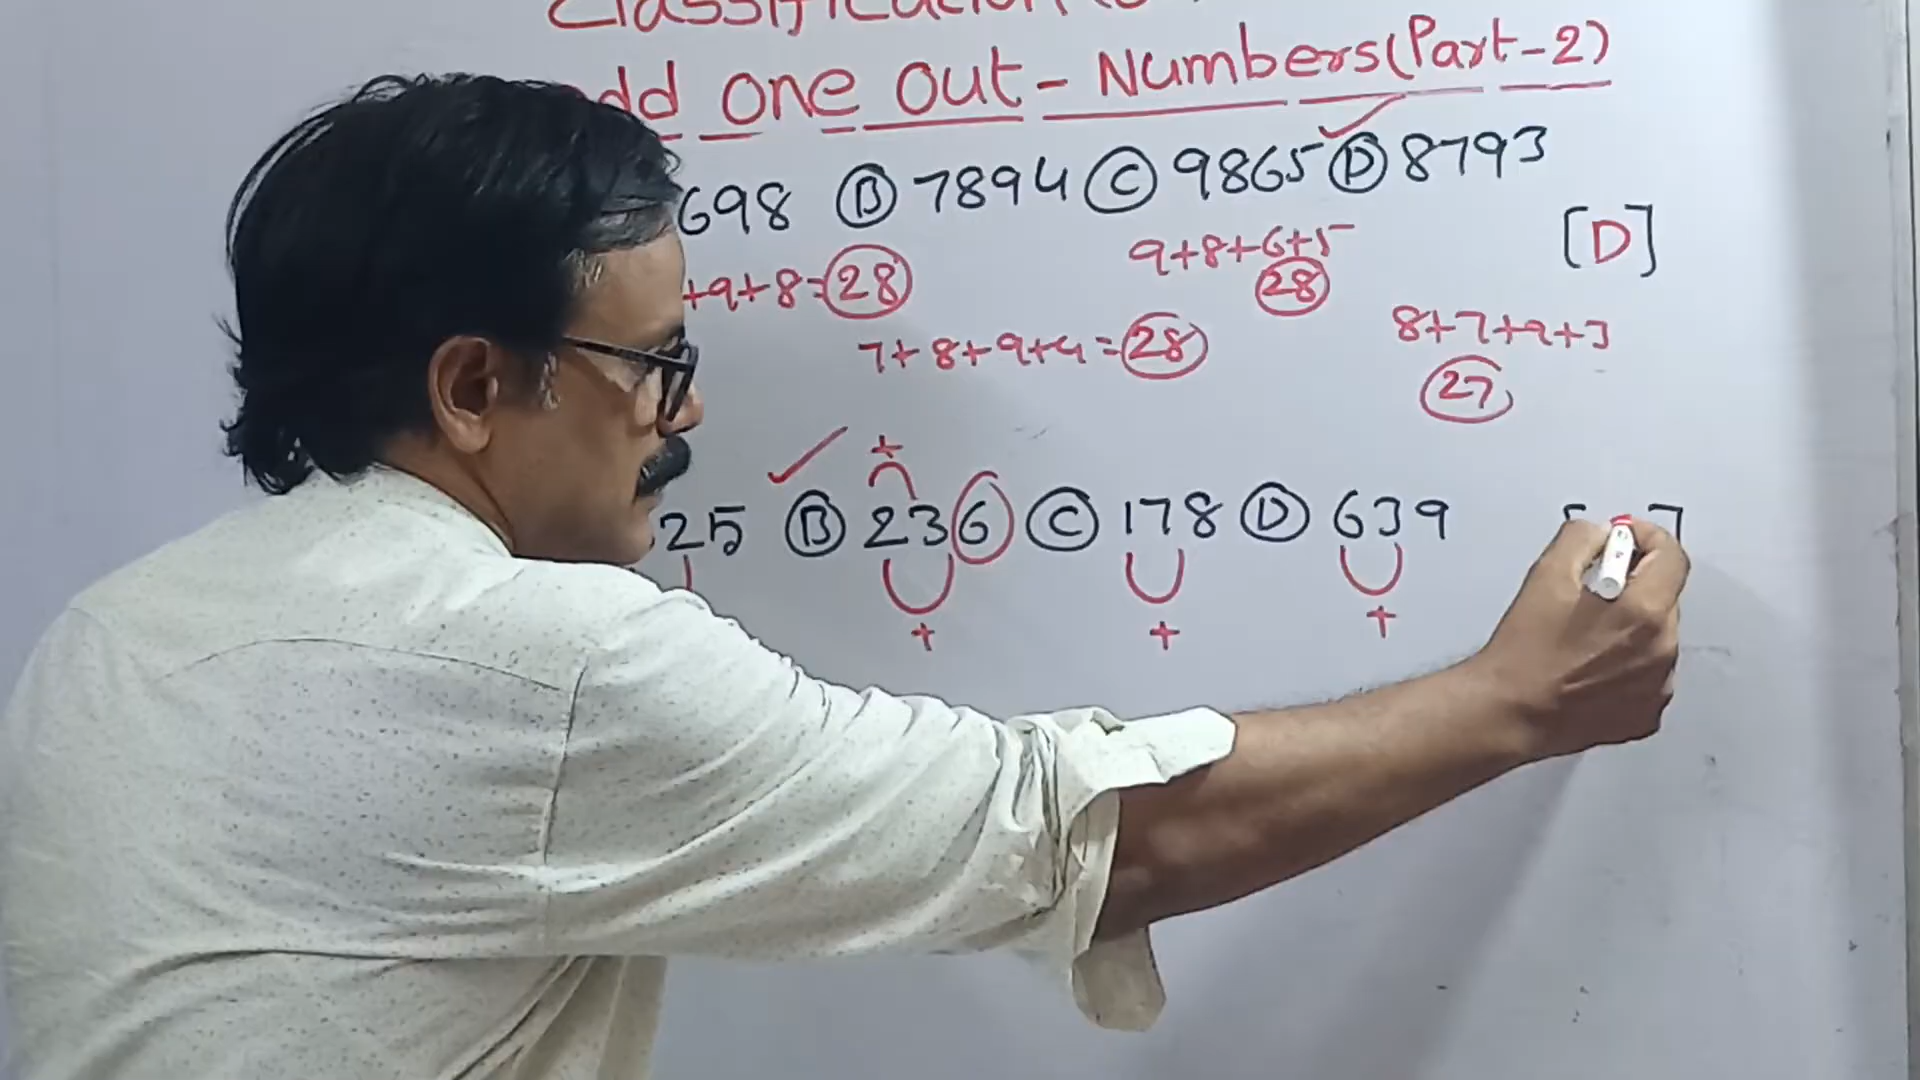 Classification
odd one out - Numbers (Part-2)
698 (B) 7894 (C) 9865 (D) 8793
[D]
+9+8=28
9+8+6+5
28
7+8+9+4=28
8+7+9+3
27
+
25 (B) 236 (C) 178 (D) 639
+ + +